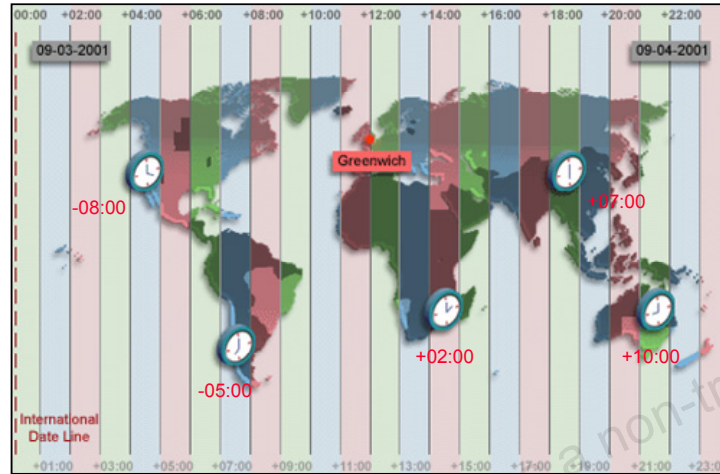 00:00 +02:00 +04:00 +06:00 +08:00 +10:00 +12:00 +14:00 +16:00 +18:00 +20:00 +22:00
09-03-2001 09-04-2001
Greenwich
-08:00 +07:00
+02:00 +10:00
-05:00
International
Date Line
a non-tr
+01:00 +03:00 +05:00 +07:00 +09:00 +11:00 +13:00 +15:00 +17:00 +19:00 +21:00